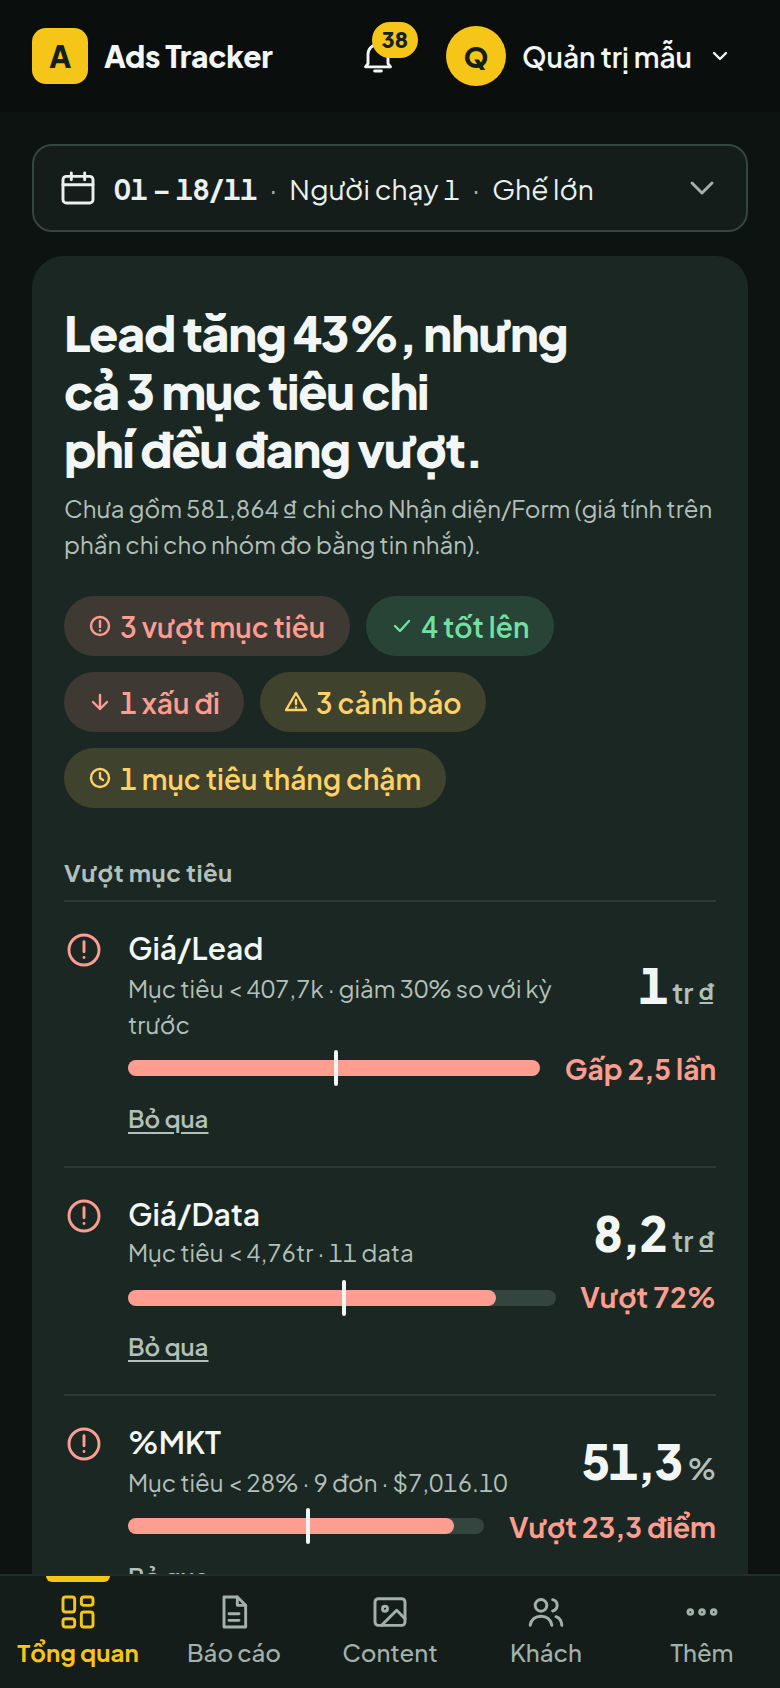 A Ads Tracker 38 Q Quản trị mẫu
01 – 18/11 · Người chạy 1 · Ghế lớn
Lead tăng 43%, nhưng
cả 3 mục tiêu chi
phí đều đang vượt.
Chưa gồm 581,864 ₫ chi cho Nhận diện/Form (giá tính trên
phần chi cho nhóm đo bằng tin nhắn).
3 vượt mục tiêu
4 tốt lên
1 xấu đi
3 cảnh báo
1 mục tiêu tháng chậm
Vượt mục tiêu
Giá/Lead
Mục tiêu < 407,7k · giảm 30% so với kỳ
trước
1 tr ₫
Gấp 2,5 lần
Bỏ qua
Giá/Data
Mục tiêu < 4,76tr · 11 data
8,2 tr ₫
Vượt 72%
Bỏ qua
%MKT
Mục tiêu < 28% · 9 đơn · $7,016.10
51,3 %
Vượt 23,3 điểm
Tổng quan
Báo cáo
Content
Khách
Thêm